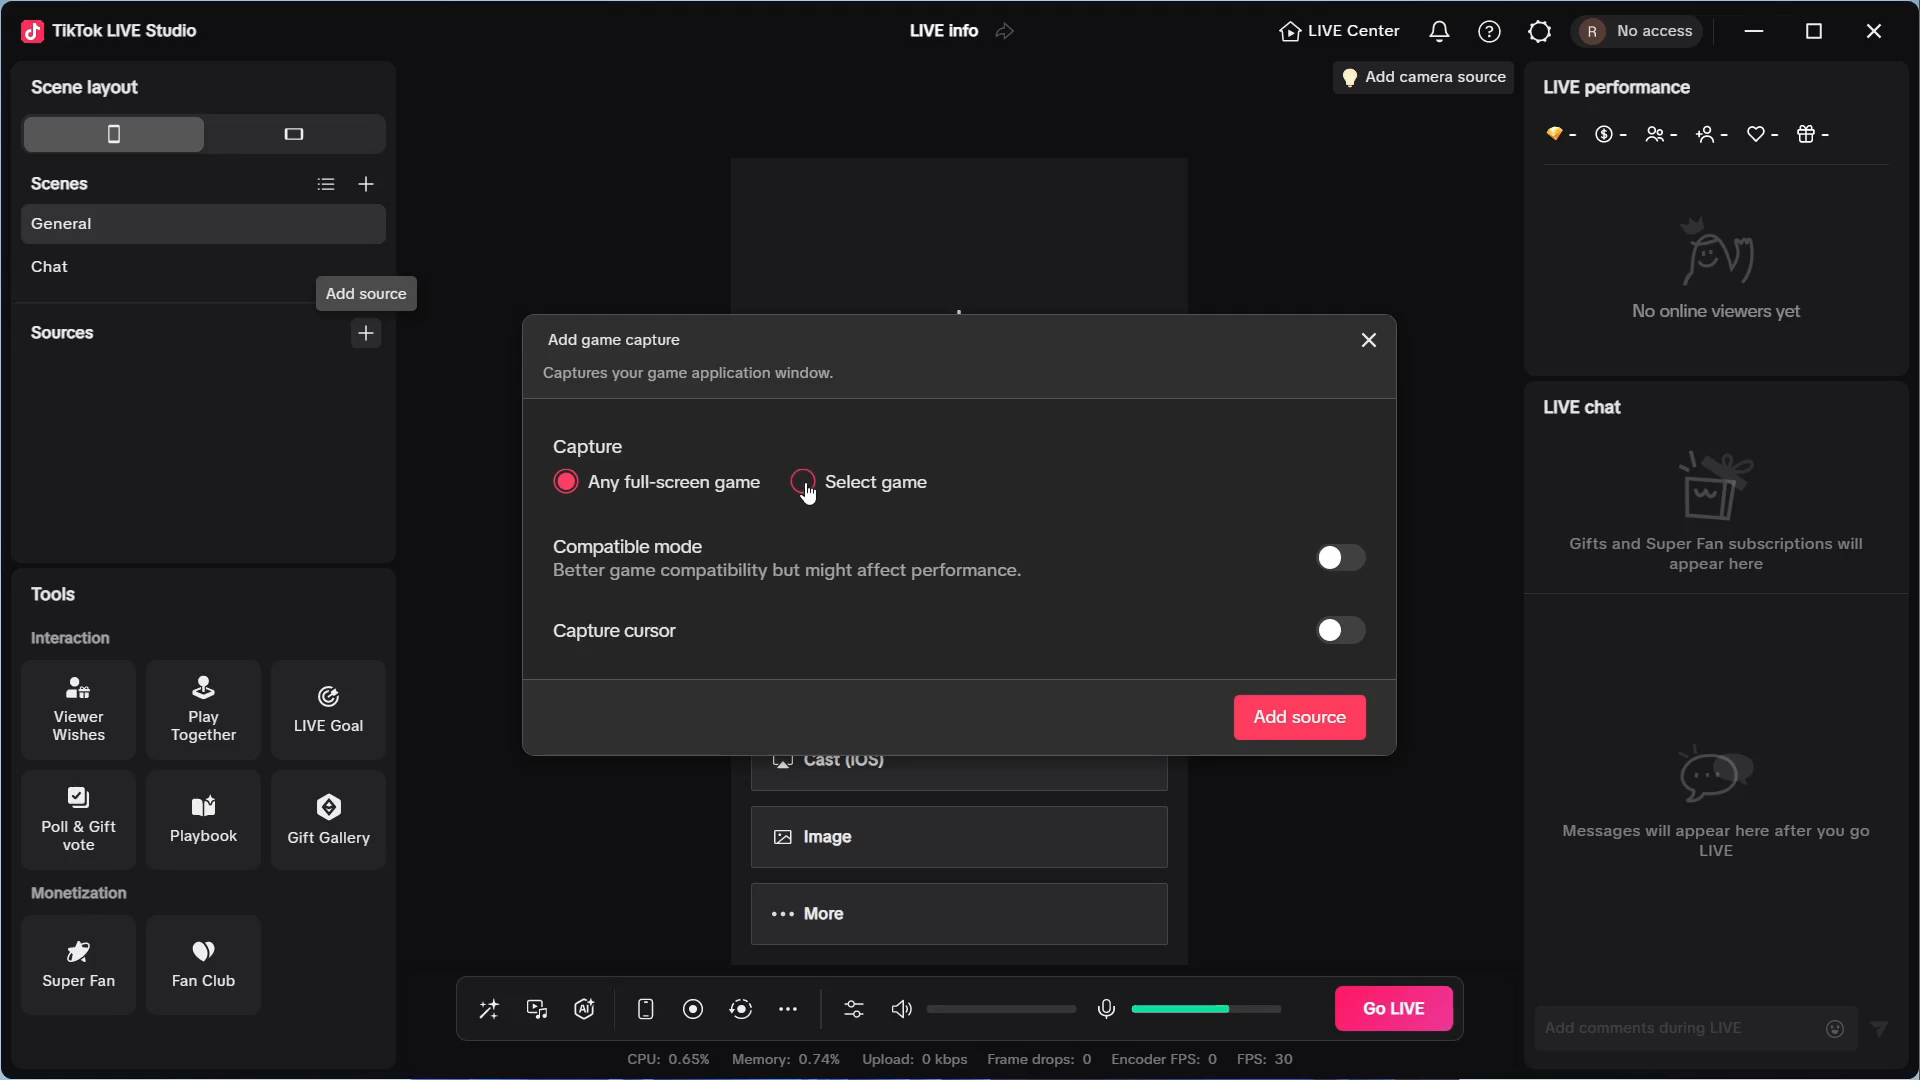 TikTok LIVE Studio
LIVE info
LIVE Center
R
No access
Scene layout
Scenes
General
Chat
Add source
Sources
Tools
Interaction
Viewer
Wishes
Play
Together
LIVE Goal
Poll & Gift
vote
Playbook
Gift Gallery
Monetization
Super Fan
Fan Club
Add camera source
Add game capture
Captures your game application window.
Capture
Any full-screen game
Select game
Compatible mode
Better game compatibility but might affect performance.
Capture cursor
Add source
Cast (iOS)
Image
More
AI
Go LIVE
CPU: 0.65% Memory: 0.74% Upload: 0 kbps Frame drops: 0 Encoder FPS: 0 FPS: 30
LIVE performance
- - - - - -
No online viewers yet
LIVE chat
Gifts and Super Fan subscriptions will
appear here
Messages will appear here after you go
LIVE
Add comments during LIVE